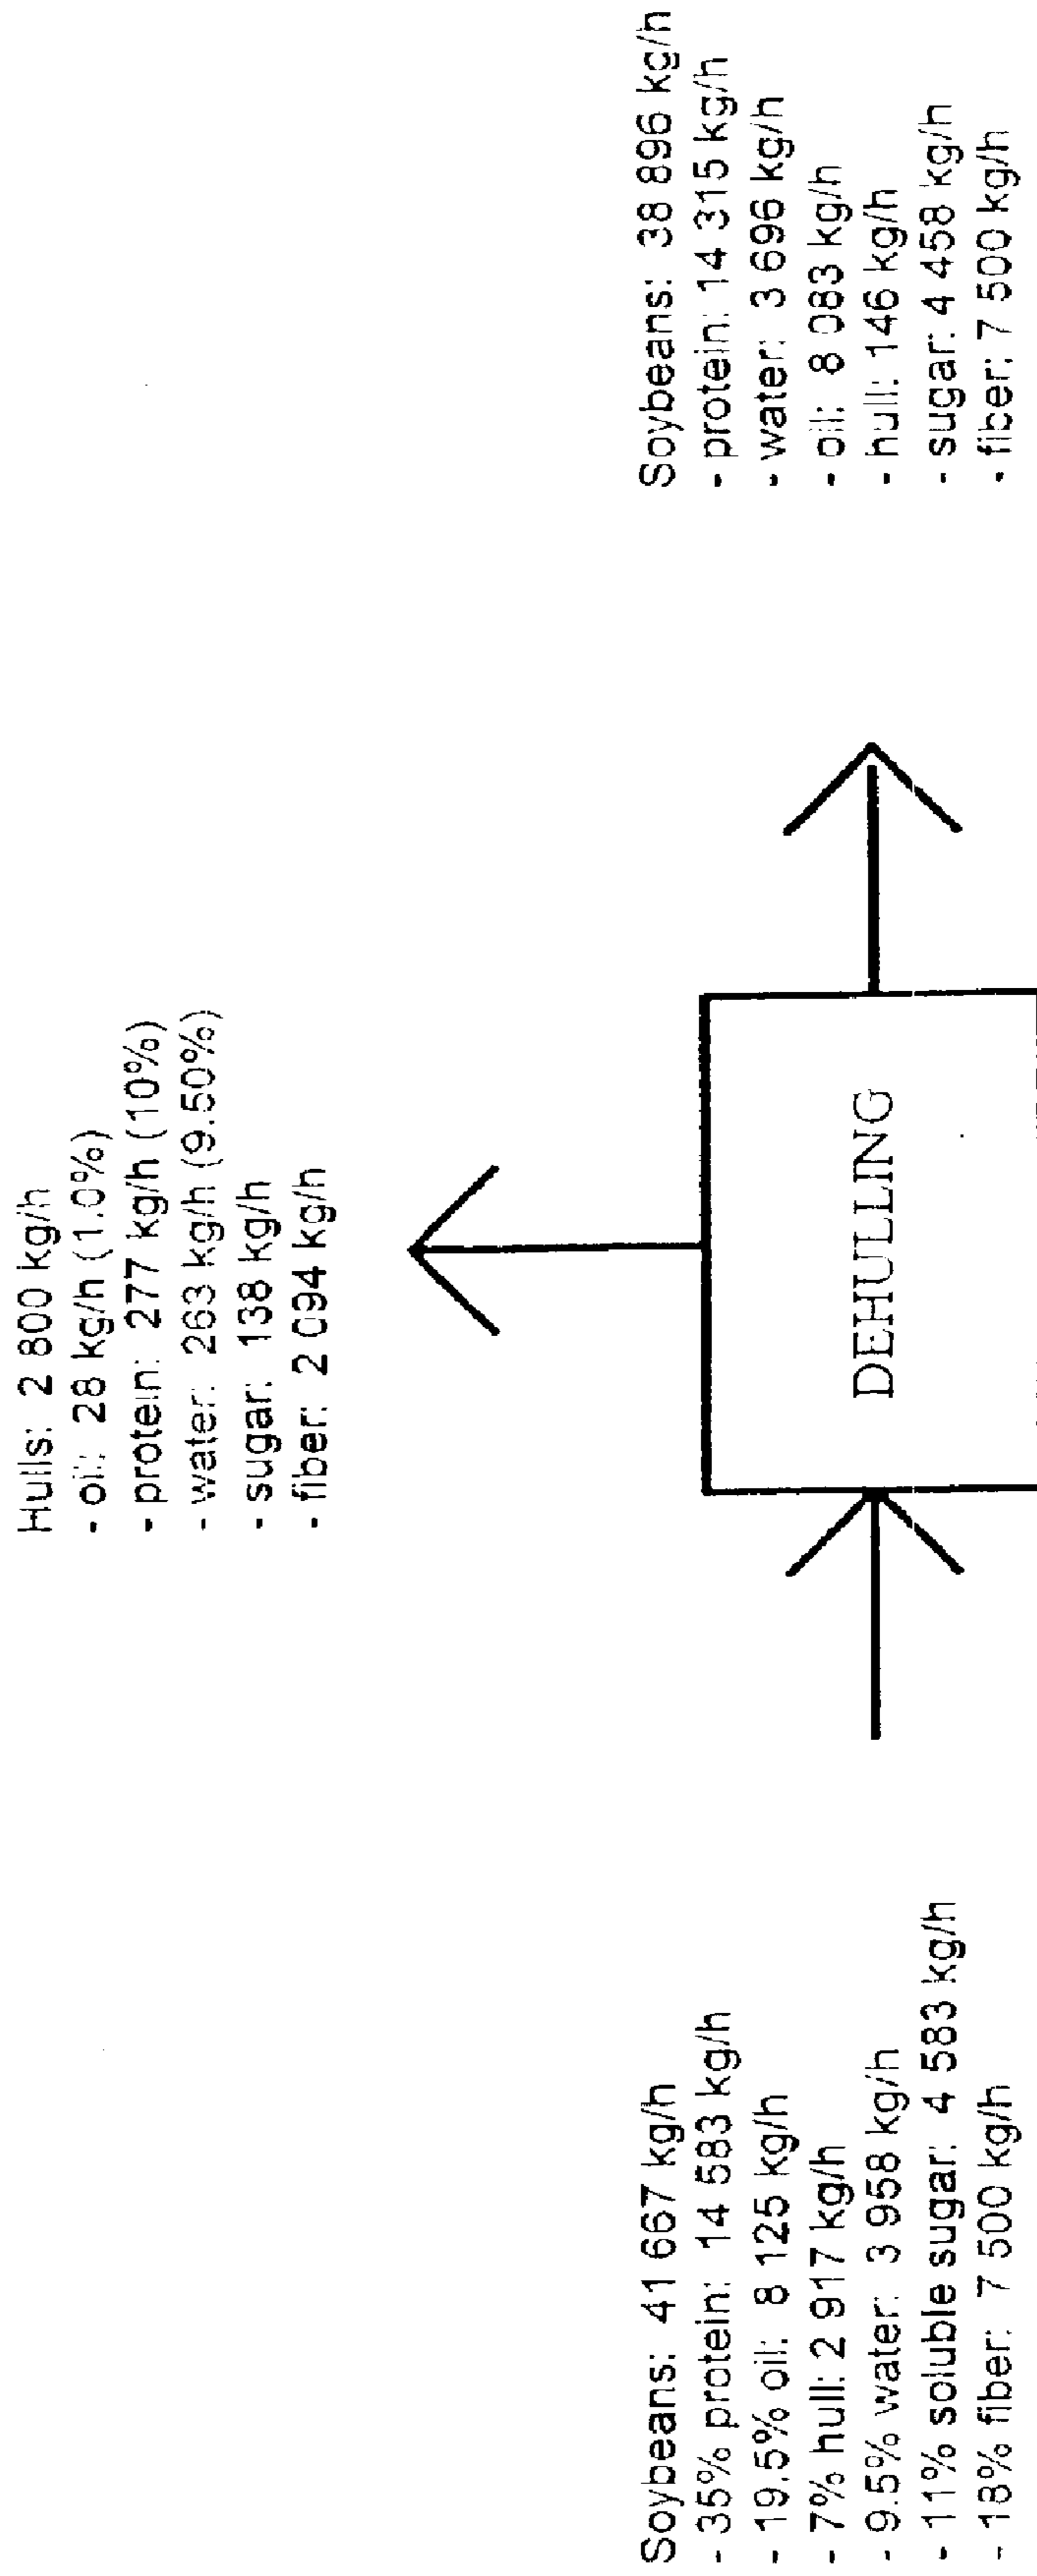 Hulls: 2 800 kg/h
- oil: 28 kg/h (1.0%)
- protein: 277 kg/h (10%)
- water: 263 kg/h (9.50%)
- sugar: 138 kg/h
- fiber: 2 094 kg/h
Soybeans: 41 667 kg/h
- 35% protein: 14 583 kg/h
- 19.5% oil: 8 125 kg/h
- 7% hull: 2 917 kg/h
- 9.5% water: 3 958 kg/h
- 11% soluble sugar: 4 583 kg/h
- 18% fiber: 7 500 kg/h
DEHULLING
Soybeans: 38 896 kg/h
- protein: 14 315 kg/h
- water: 3 696 kg/h
- oil: 8 083 kg/h
- hull: 146 kg/h
- sugar: 4 458 kg/h
- fiber: 7 500 kg/h